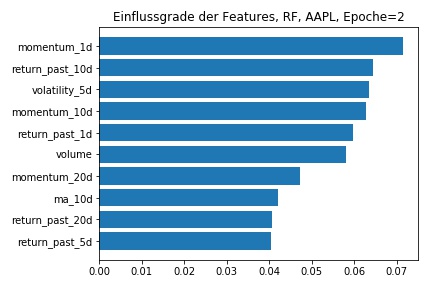 Einflussgrade der Features, RF, AAPL, Epoche=2
momentum_1d
return_past_10d
volatility_5d
momentum_10d
return_past_1d
volume
momentum_20d
ma_10d
return_past_20d
return_past_5d
0.00 0.01 0.02 0.03 0.04 0.05 0.06 0.07